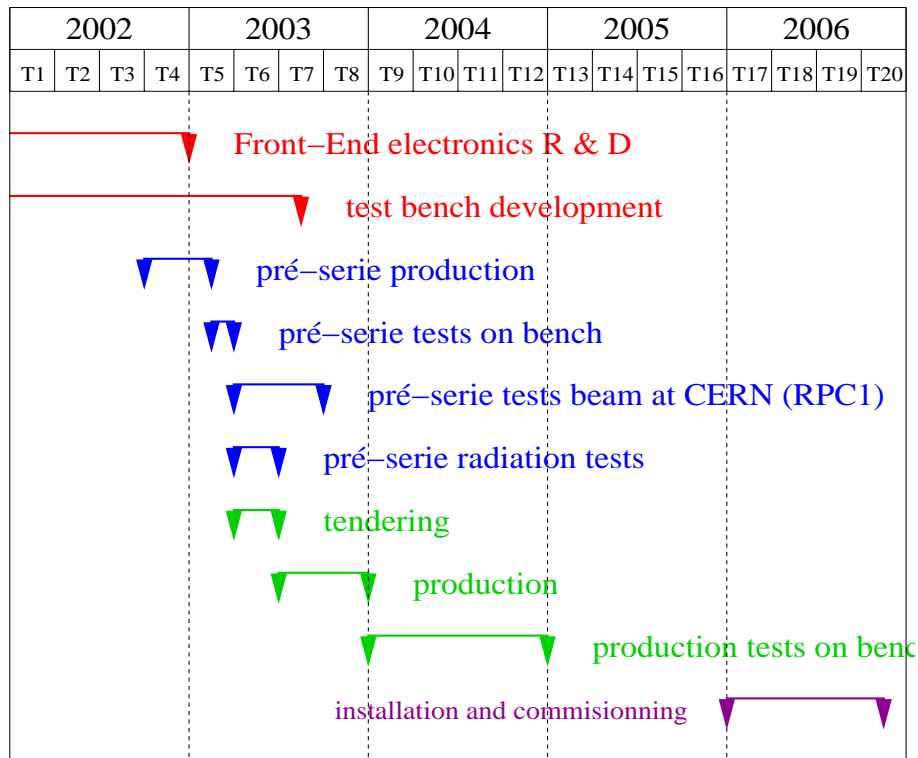 2002 2003 2004 2005 2006
T1 T2 T3 T4 T5 T6 T7 T8 T9 T10 T11 T12 T13 T14 T15 T16 T17 T18 T19 T20
Front−End electronics R & D
test bench development
pré−serie production
pré−serie tests on bench
pré−serie tests beam at CERN (RPC1)
pré−serie radiation tests
tendering
production
production tests on benc
installation and commisionning